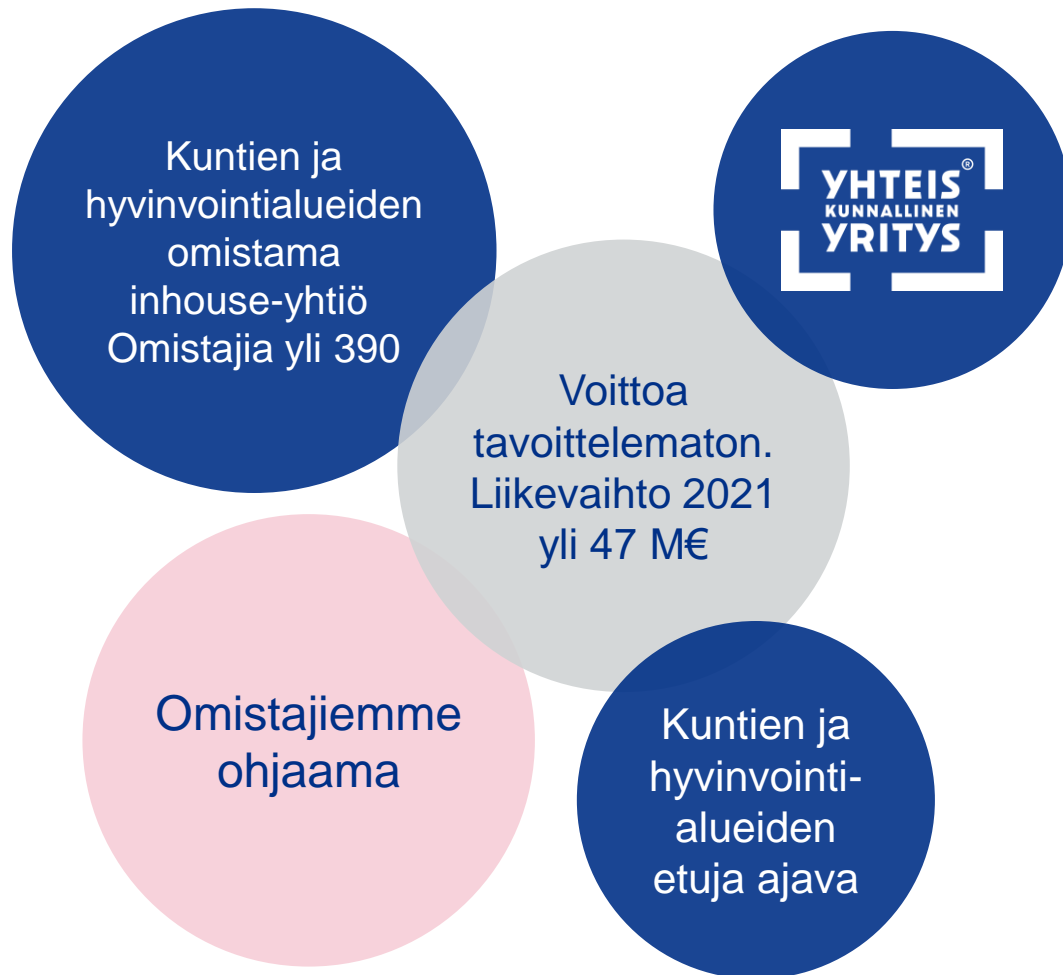 Kuntien ja
hyvinvointialueiden
omistama
inhouse-yhtiö
Omistajia yli 390
YHTEIS®
KUNNALLINEN
YRITYS
Voittoa
tavoittelematon.
Liikevaihto 2021
yli 47 M€
Omistajiemme
ohjaama
Kuntien ja
hyvinvointi-
alueiden
etuja ajava